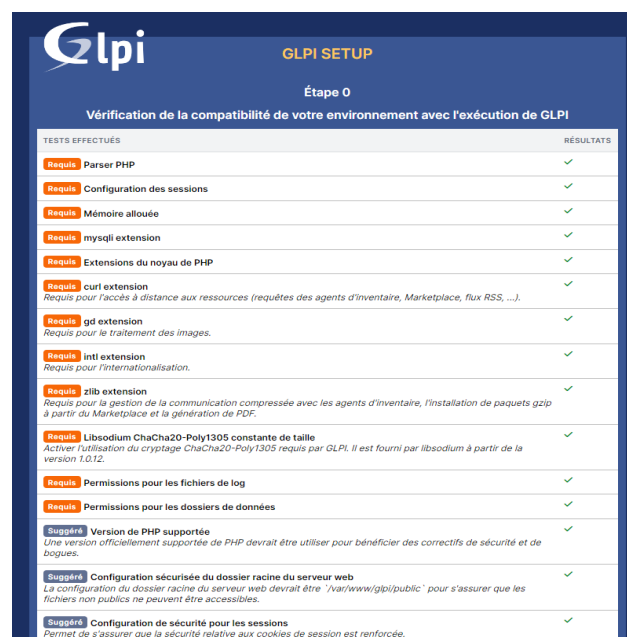 Glpi
GLPI SETUP
Étape 0
Vérification de la compatibilité de votre environnement avec l'exécution de GLPI
TESTS EFFECTUÉS RÉSULTATS
Requis Parser PHP
Requis Configuration des sessions
Requis Mémoire allouée
Requis mysqli extension
Requis Extensions du noyau de PHP
Requis curl extension
Requis pour l'accès à distance aux ressources (requêtes des agents d'inventaire, Marketplace, flux RSS, ...).
Requis gd extension
Requis pour le traitement des images.
Requis intl extension
Requis pour l'internationalisation.
Requis zlib extension
Requis pour la gestion de la communication compressée avec les agents d'inventaire, l'installation de paquets gzip
à partir du Marketplace et la génération de PDF.
Requis Libsodium ChaCha20-Poly1305 constante de taille
Activer l'utilisation du cryptage ChaCha20-Poly1305 requis par GLPI. Il est fourni par libsodium à partir de la
version 1.0.12.
Requis Permissions pour les fichiers de log
Requis Permissions pour les dossiers de données
Suggéré Version de PHP supportée
Une version officiellement supportée de PHP devrait être utiliser pour bénéficier des correctifs de sécurité et de
bogues.
Suggéré Configuration sécurisée du dossier racine du serveur web
La configuration du dossier racine du serveur web devrait être `/var/www/glpi/public` pour s'assurer que les
fichiers non publics ne peuvent être accessibles.
Suggéré Configuration de sécurité pour les sessions
Permet de s'assurer que la sécurité relative aux cookies de session est renforcée.